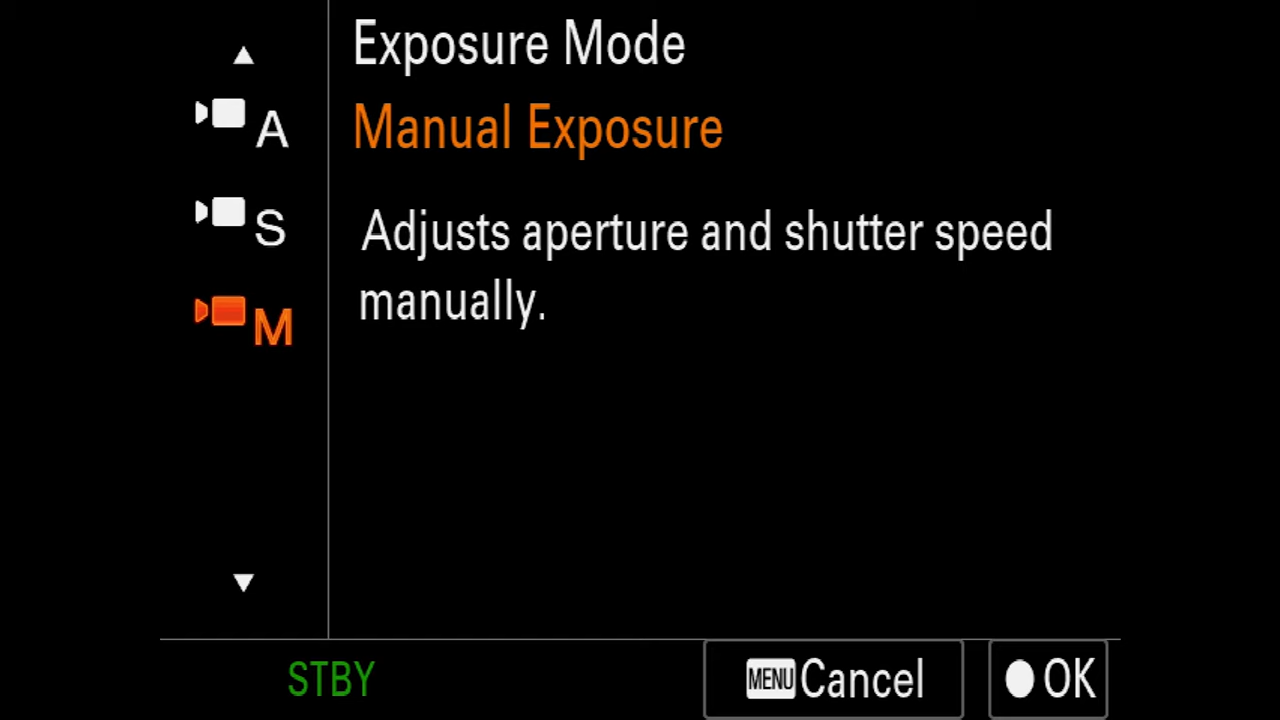 Exposure Mode
A
Manual Exposure
S
Adjusts aperture and shutter speed
manually.
M
STBY
MENU Cancel
OK